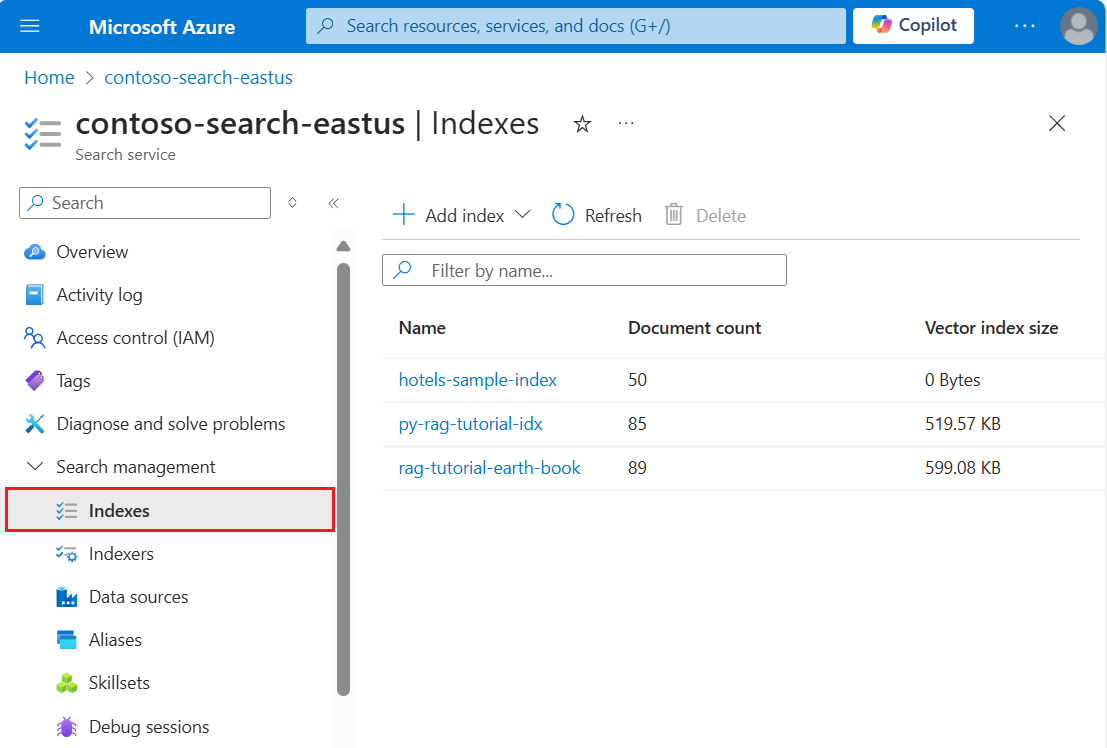 Microsoft Azure
Search resources, services, and docs (G+/)
Copilot
Home > contoso-search-eastus
contoso-search-eastus | Indexes
Search service
Search
Add index
Refresh
Delete
Overview
Activity log
Access control (IAM)
Tags
Diagnose and solve problems
Search management
Indexes
Indexers
Data sources
Aliases
Skillsets
Debug sessions
Filter by name...
Name Document count Vector index size
hotels-sample-index 50 0 Bytes
py-rag-tutorial-idx 85 519.57 KB
rag-tutorial-earth-book 89 599.08 KB